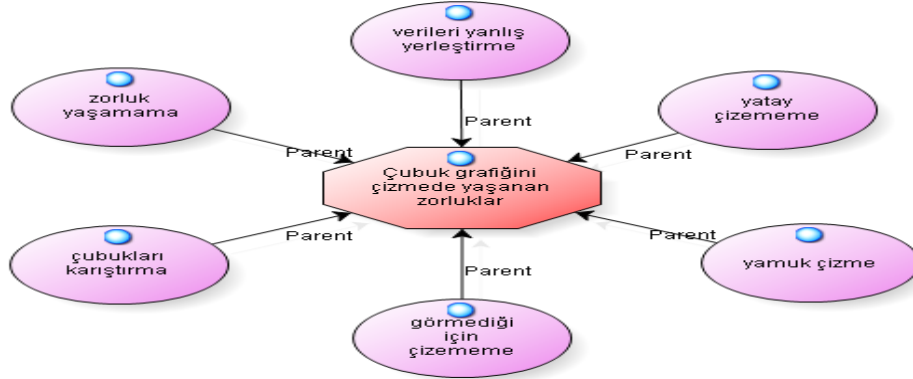 verileri yanlış
yerleştirme
zorluk
yaşamama
yatay
çizememe
Parent
Parent
Parent
Çubuk grafiğini
çizmede yaşanan
zorluklar
çubukları
karıştırma
Parent
Parent
Parent
yamuk çizme
görmediği
için
çizememe